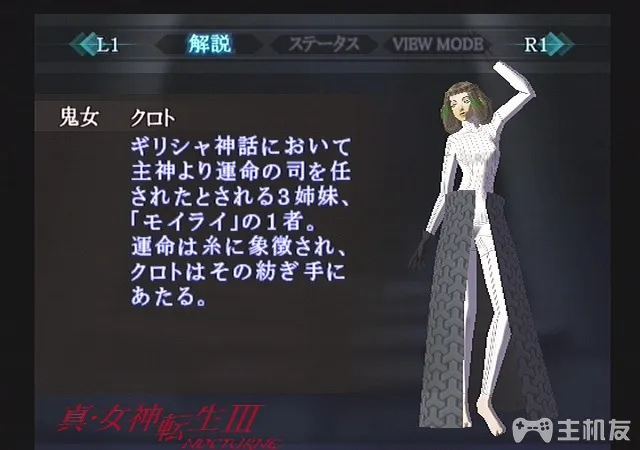 L1 解説 ステータス VIEW MODE R1
鬼女 クロト
ギリシャ神話において
主神より運命の司を任
されたとされる3姉妹、
「モイライ」の1者。
運命は糸に象徴され、
クロトはその紡ぎ手に
あたる。
真・女神転生III
NOCTURNE
主机友